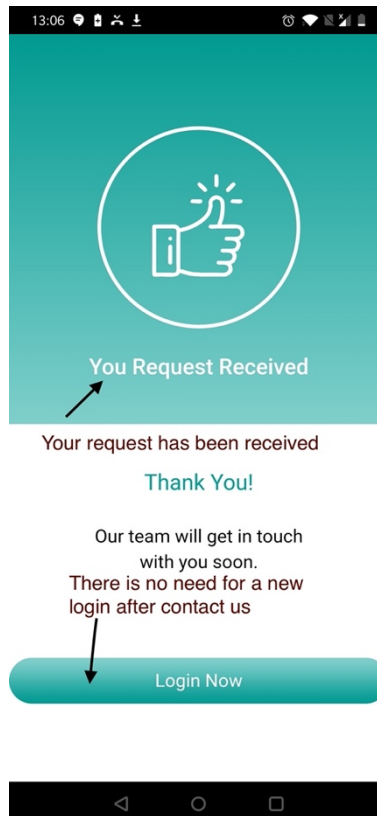 13:06
You Request Received
Your request has been received
Thank You!
Our team will get in touch
with you soon.
There is no need for a new
login after contact us
Login Now